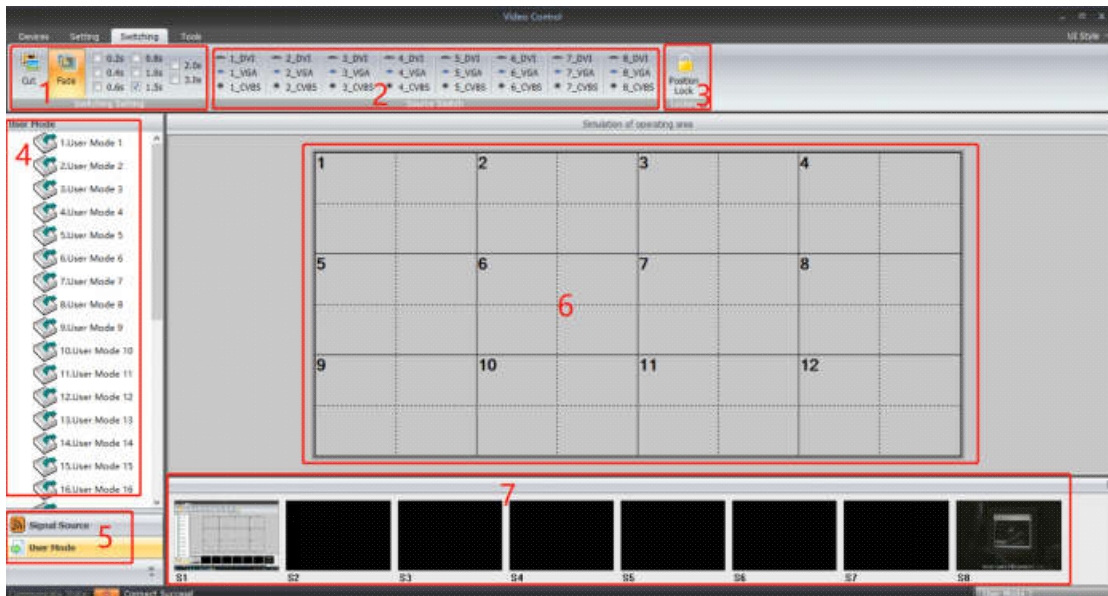 Video Control
Devices Setting Switching Tools UI Style
Cut Fade 0.2s 0.8s 0.4s 1.0s 0.6s 1.5s 2.0s 3.0s
1_DVI 2_DVI 3_DVI 4_DVI 5_DVI 6_DVI 7_DVI 8_DVI
1_VGA 2_VGA 3_VGA 4_VGA 5_VGA 6_VGA 7_VGA 8_VGA
1_CVBS 2_CVBS 3_CVBS 4_CVBS 5_CVBS 6_CVBS 7_CVBS 8_CVBS
Position Lock
1 2 3
Switching Setting Source Switch
User Mode Simulation of operating area
4
1.User Mode 1
2.User Mode 2
3.User Mode 3
4.User Mode 4
5.User Mode 5
6.User Mode 6
7.User Mode 7
8.User Mode 8
9.User Mode 9
10.User Mode 10
11.User Mode 11
12.User Mode 12
13.User Mode 13
14.User Mode 14
15.User Mode 15
16.User Mode 16
1 2 3 4
5 6 7 8
6
9 10 11 12
7
Signal Source
User Mode
5
S1 S2 S3 S4 S5 S6 S7 S8
Connect Succeed